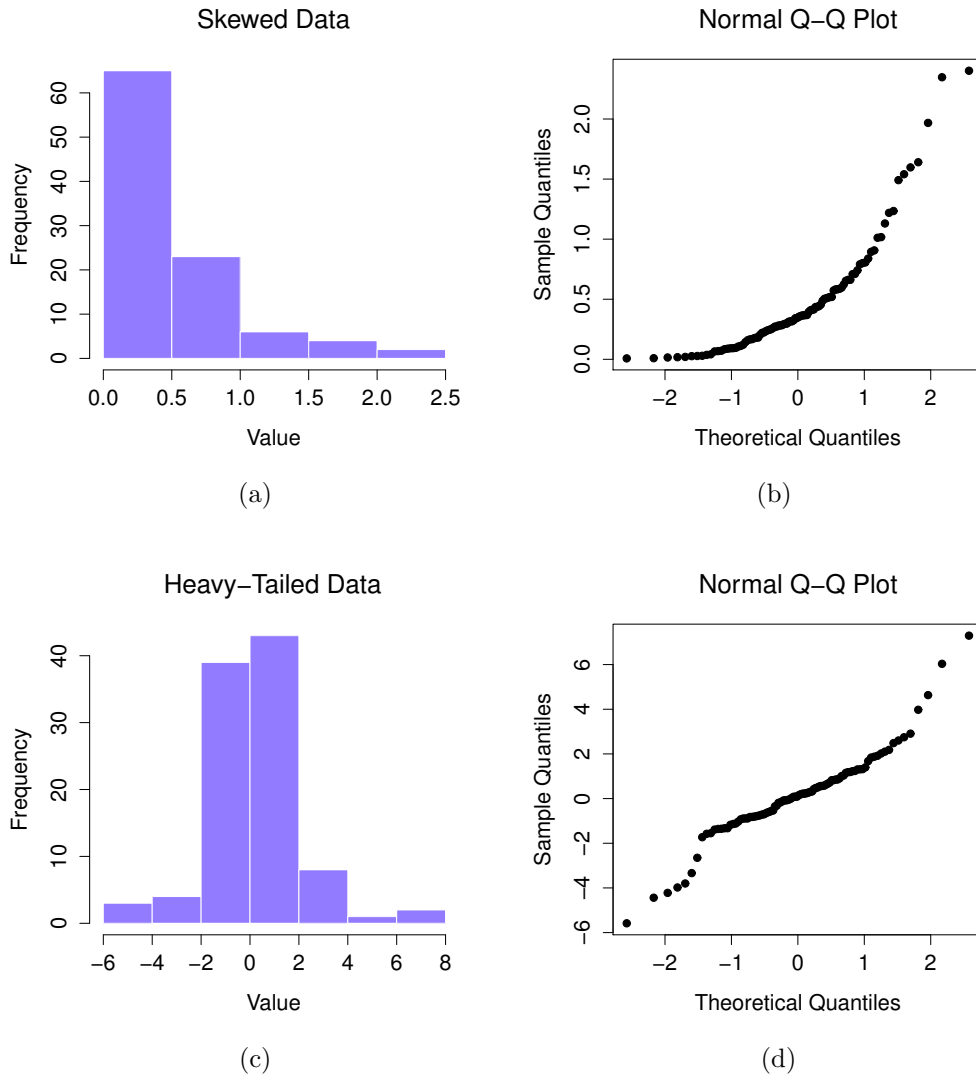 Skewed Data
Frequency
0 10 20 30 40 50 60
0.0 0.5 1.0 1.5 2.0 2.5
Value
(a)
Normal Q−Q Plot
Sample Quantiles
0.0 0.5 1.0 1.5 2.0
−2 −1 0 1 2
Theoretical Quantiles
(b)
Heavy−Tailed Data
Frequency
0 10 20 30 40
−6 −4 −2 0 2 4 6 8
Value
(c)
Normal Q−Q Plot
Sample Quantiles
−6 −4 −2 0 2 4 6
−2 −1 0 1 2
Theoretical Quantiles
(d)